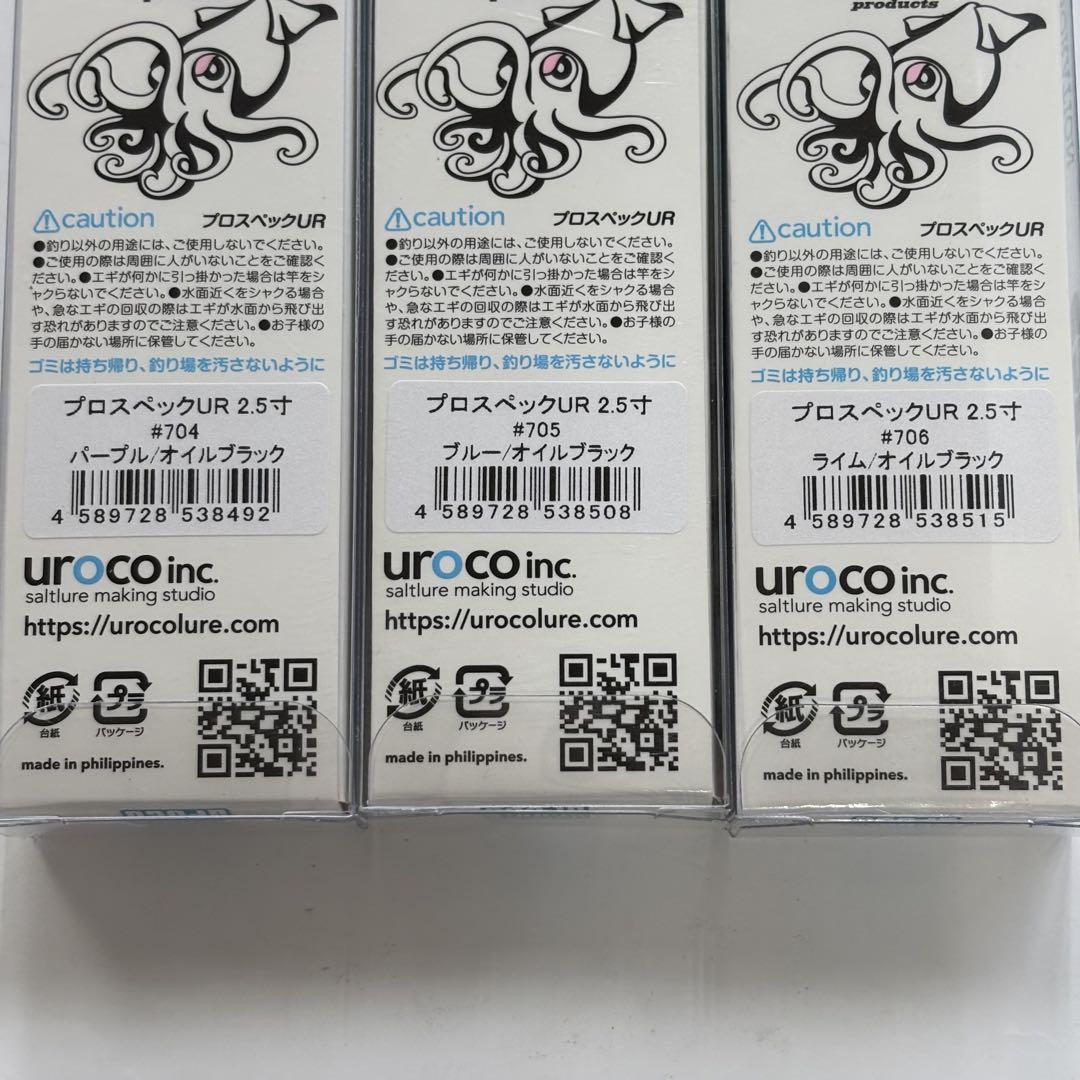 caution プロスペックUR
●釣り以外の用途には、ご使用しないでください。
●ご使用の際は周囲に人がいないことをご確認く
ださい。●エギが何かに引っ掛かった場合は竿をシ
ャクらないでください。●水面近くをシャクる場合
や、急なエギの回収の際はエギが水面から飛び出
す恐れがありますのでご注意ください。●お子様の
手の届かない場所に保管してください。
ゴミは持ち帰り、釣り場を汚さないように
プロスペックUR 2.5寸
#704
パープル/オイルブラック
4 589728 538492
uroco inc.
saltlure making studio
https://urocolure.com
紙 プラ
台紙 パッケージ
made in philippines.
caution プロスペックUR
●釣り以外の用途には、ご使用しないでください。
●ご使用の際は周囲に人がいないことをご確認く
ださい。●エギが何かに引っ掛かった場合は竿をシ
ャクらないでください。●水面近くをシャクる場合
や、急なエギの回収の際はエギが水面から飛び出
す恐れがありますのでご注意ください。●お子様の
手の届かない場所に保管してください。
ゴミは持ち帰り、釣り場を汚さないように
プロスペックUR 2.5寸
#705
ブルー/オイルブラック
4 589728 538508
uroco inc.
saltlure making studio
https://urocolure.com
紙 プラ
台紙 パッケージ
made in philippines.
products
caution プロスペックUR
●釣り以外の用途には、ご使用しないでください。
●ご使用の際は周囲に人がいないことをご確認く
ださい。●エギが何かに引っ掛かった場合は竿をシ
ャクらないでください。●水面近くをシャクる場合
や、急なエギの回収の際はエギが水面から飛び出
す恐れがありますのでご注意ください。●お子様の
手の届かない場所に保管してください。
ゴミは持ち帰り、釣り場を汚さないように
プロスペックUR 2.5寸
#706
ライム/オイルブラック
4 589728 538515
uroco inc.
saltlure making studio
https://urocolure.com
紙 プラ
台紙 パッケージ
made in philippines.